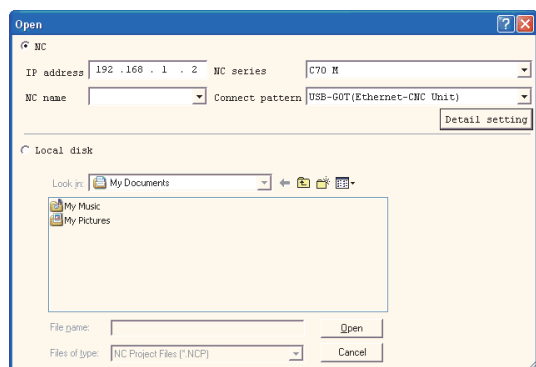 Open
NC
IP address 192 .168 . 1 . 2 NC series C70 M
NC name Connect pattern USB-GOT(Ethernet-CNC Unit)
Detail setting
Local disk
Look in: My Documents
My Music
My Pictures
File name: Open
Files of type: NC Project Files (*.NCP) Cancel